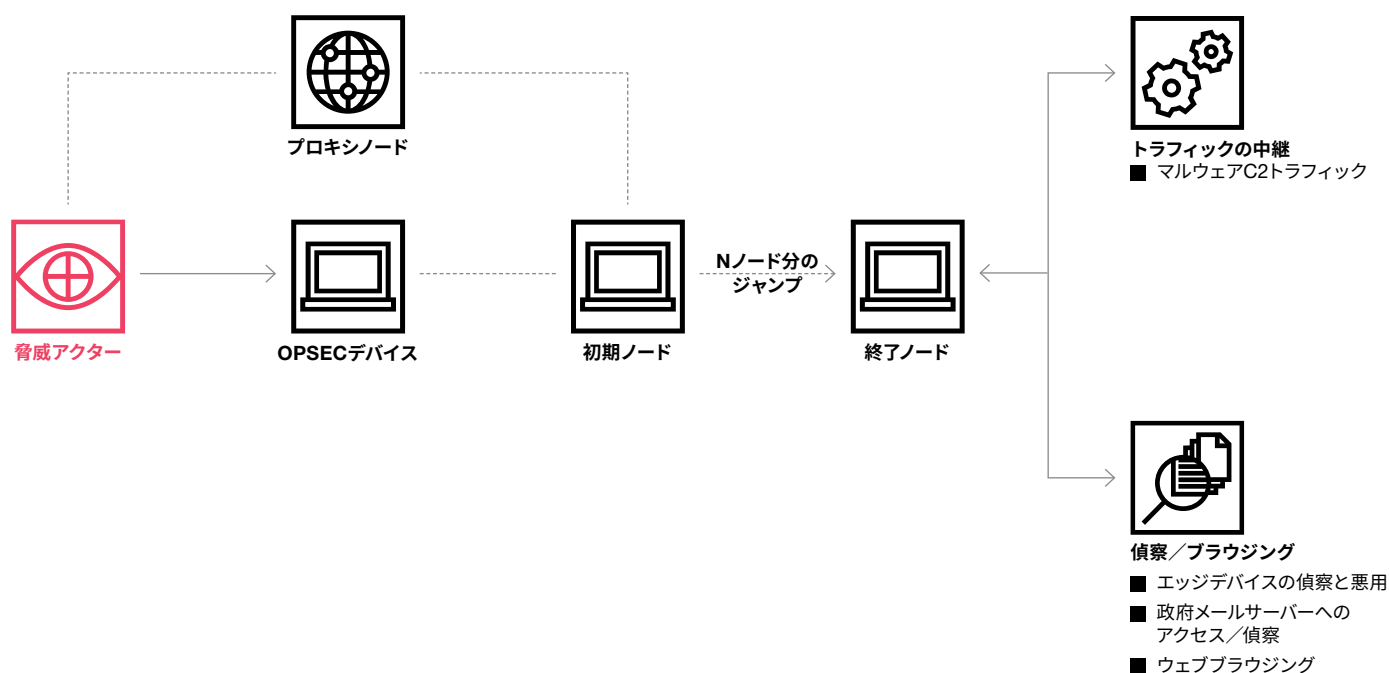 プロキシノード
トラフィックの中継
■ マルウェアC2トラフィック
Nノード分の
ジャンプ
脅威アクター
OPSECデバイス
初期ノード
終了ノード
偵察／ブラウジング
■ エッジデバイスの偵察と悪用
■ 政府メールサーバーへの
アクセス／偵察
■ ウェブブラウジング